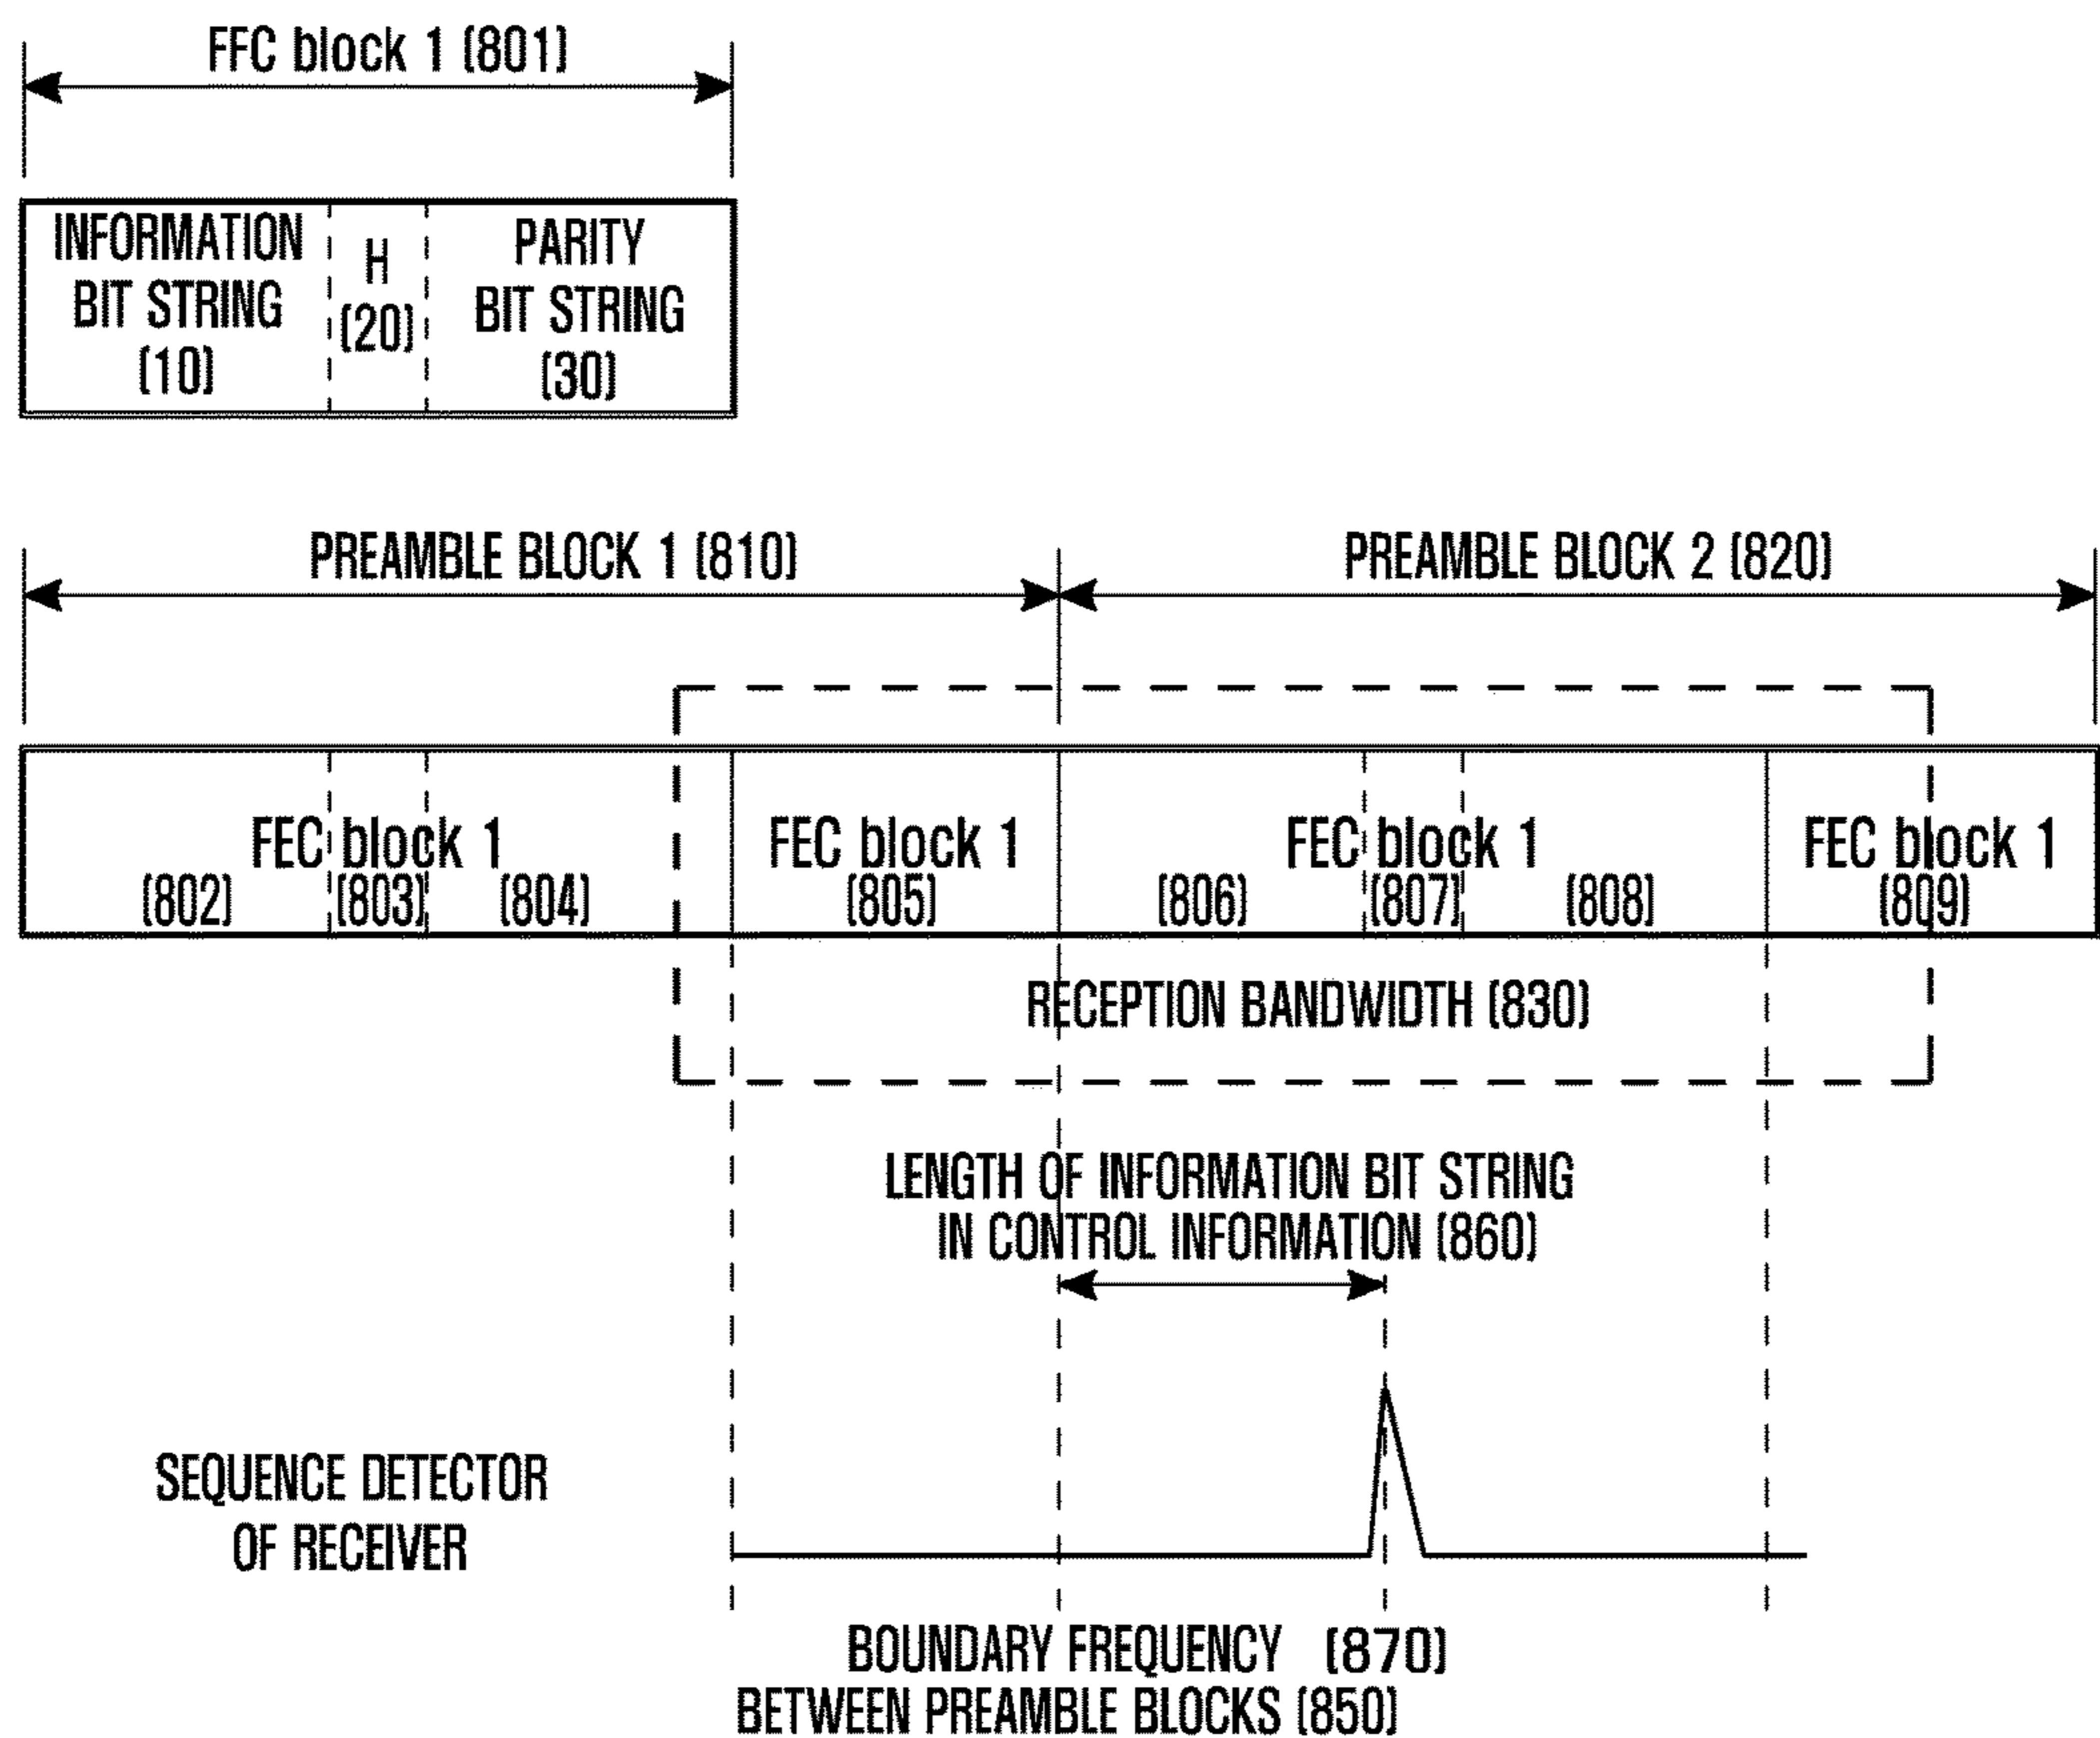 FFC block 1 (801)
INFORMATION
BIT STRING
(10)
H
(20)
PARITY
BIT STRING
(30)
PREAMBLE BLOCK 1 (810)
PREAMBLE BLOCK 2 (820)
FEC block 1
(802)
(803)
(804)
FEC block 1
(805)
FEC block 1
(806)
(807)
(808)
FEC block 1
(809)
RECEPTION BANDWIDTH (830)
LENGTH OF INFORMATION BIT STRING
IN CONTROL INFORMATION (860)
SEQUENCE DETECTOR
OF RECEIVER
BOUNDARY FREQUENCY
BETWEEN PREAMBLE BLOCKS (850)
(870)